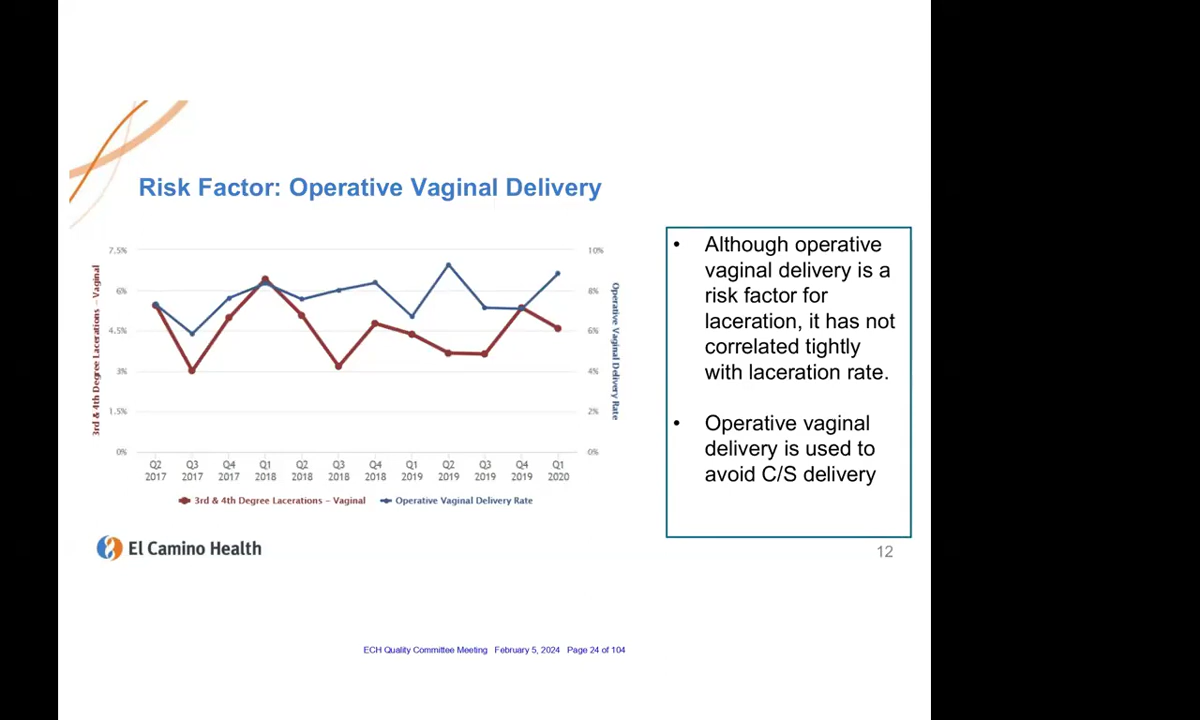 Risk Factor: Operative Vaginal Delivery
7.5%
6%
4.5%
3%
1.5%
0%
3rd & 4th Degree Lacerations – Vaginal
10%
8%
6%
4%
2%
0%
Operative Vaginal Delivery Rate
Q2 Q3 Q4 Q1 Q2 Q3 Q4 Q1 Q2 Q3 Q4 Q1
2017 2017 2017 2018 2018 2018 2018 2019 2019 2019 2019 2020
3rd & 4th Degree Lacerations – Vaginal Operative Vaginal Delivery Rate
• Although operative
vaginal delivery is a
risk factor for
laceration, it has not
correlated tightly
with laceration rate.
• Operative vaginal
delivery is used to
avoid C/S delivery
El Camino Health
12
ECH Quality Committee Meeting February 5, 2024 Page 24 of 104